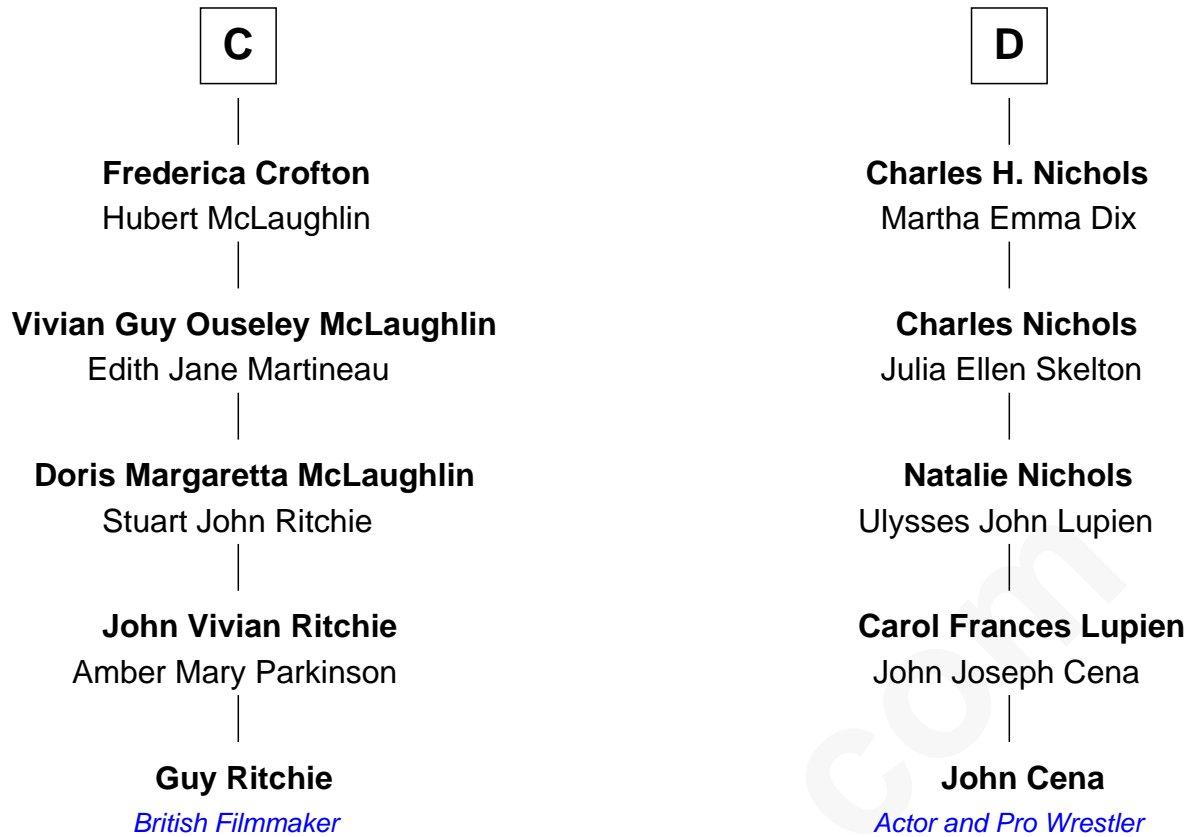 C
Frederica Crofton
Hubert McLaughlin
Vivian Guy Ouseley McLaughlin
Edith Jane Martineau
Doris Margaretta McLaughlin
Stuart John Ritchie
John Vivian Ritchie
Amber Mary Parkinson
Guy Ritchie
British Filmmaker
D
Charles H. Nichols
Martha Emma Dix
Charles Nichols
Julia Ellen Skelton
Natalie Nichols
Ulysses John Lupien
Carol Frances Lupien
John Joseph Cena
John Cena
Actor and Pro Wrestler
com